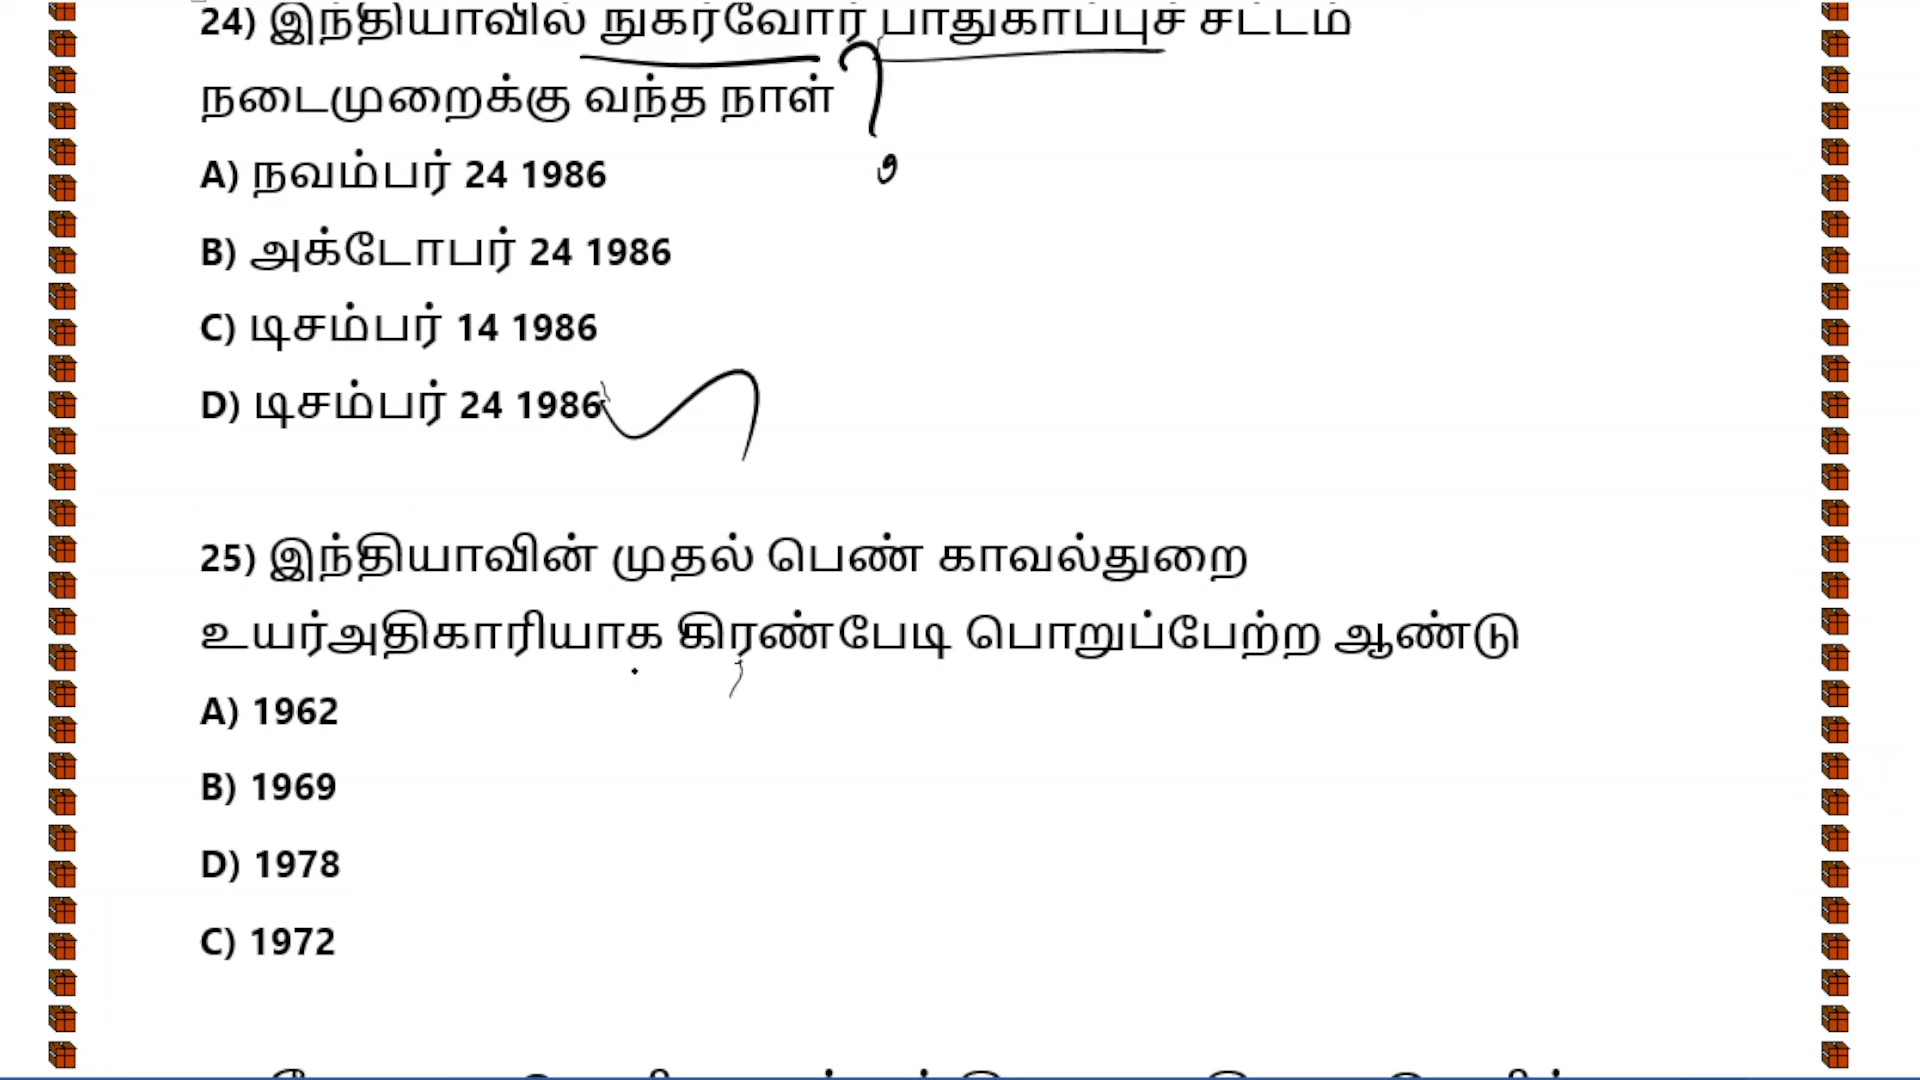 24) இந்தியாவில் நுகர்வோர் பாதுகாப்புச் சட்டம்
நடைமுறைக்கு வந்த நாள் ?
A) நவம்பர் 24 1986
B) அக்டோபர் 24 1986
C) டிசம்பர் 14 1986
D) டிசம்பர் 24 1986
25) இந்தியாவின் முதல் பெண் காவல்துறை
உயர்அதிகாரியாக கிரண்பேடி பொறுப்பேற்ற ஆண்டு
A) 1962
B) 1969
D) 1978
C) 1972